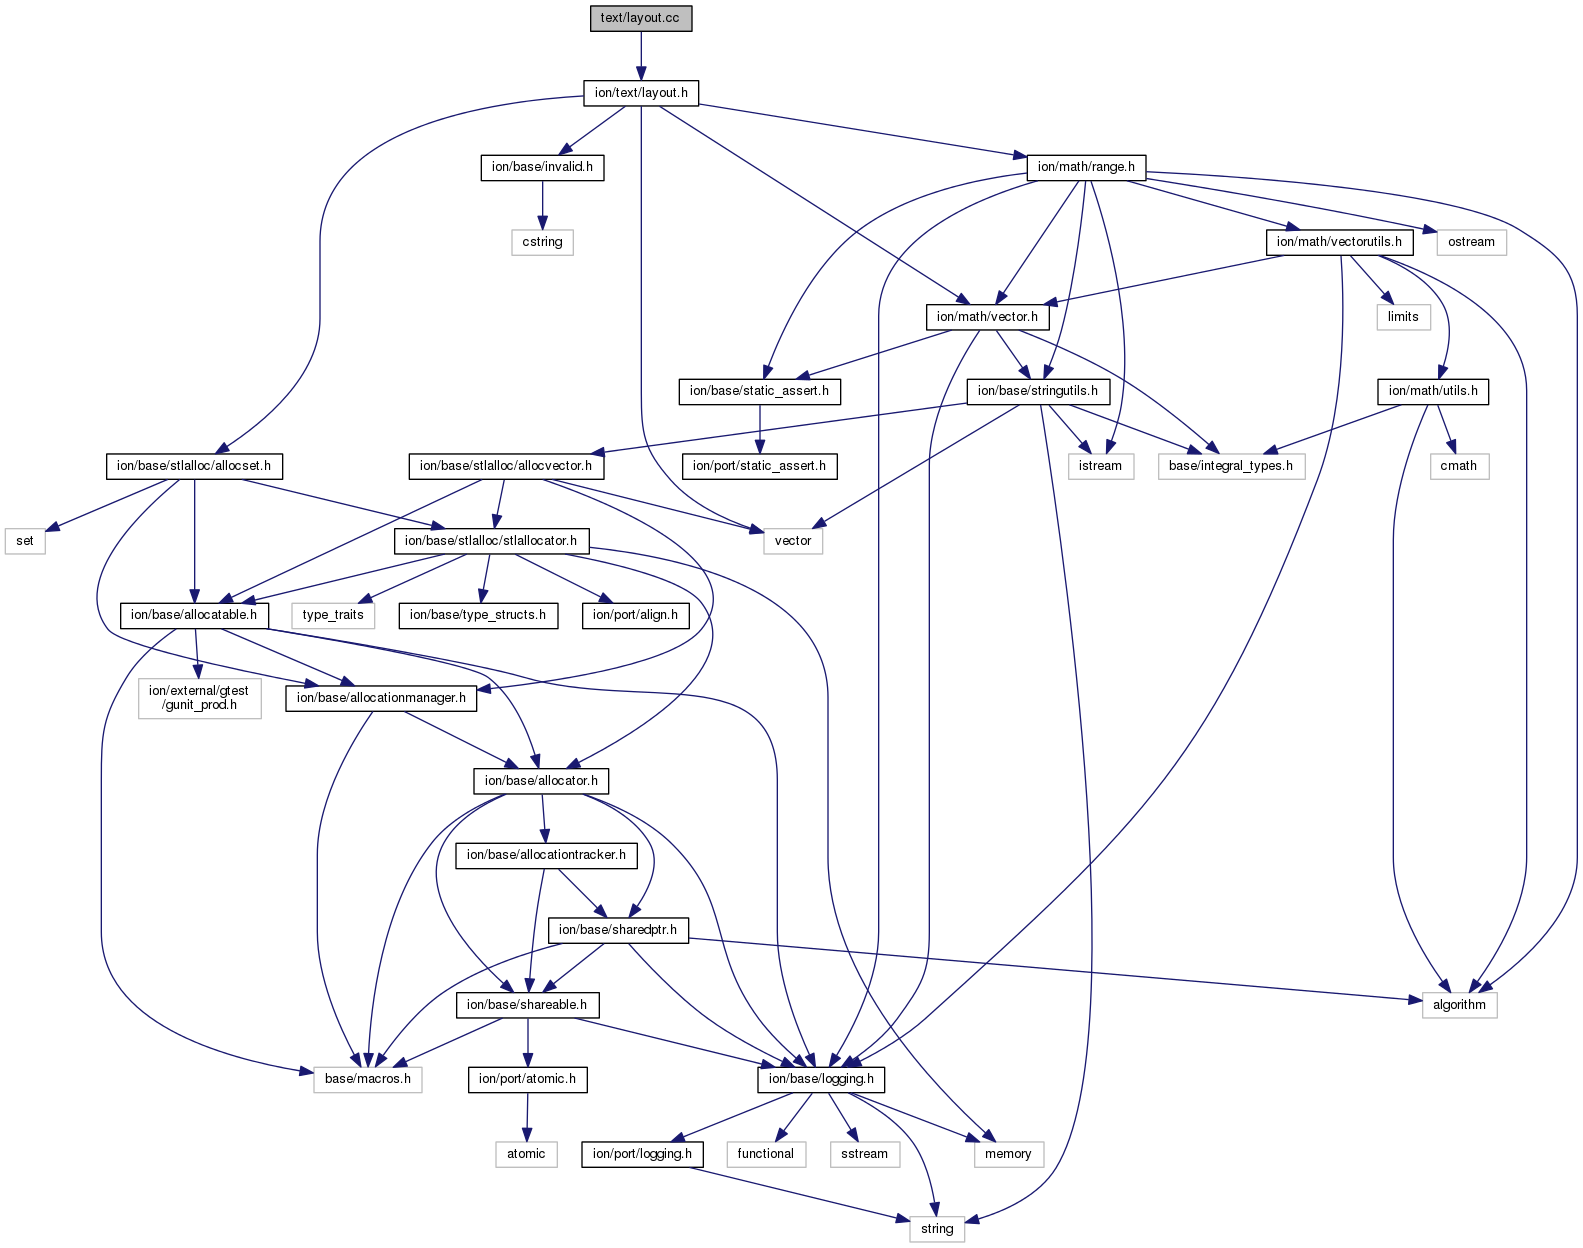 text/layout.cc
ion/text/layout.h
ion/base/invalid.h
ion/math/range.h
cstring
ion/math/vectorutils.h
ostream
ion/math/vector.h
limits
ion/base/static_assert.h
ion/base/stringutils.h
ion/math/utils.h
ion/base/stlalloc/allocset.h
ion/base/stlalloc/allocvector.h
ion/port/static_assert.h
istream
base/integral_types.h
cmath
set
ion/base/stlalloc/stlallocator.h
vector
ion/base/allocatable.h
type_traits
ion/base/type_structs.h
ion/port/align.h
ion/external/gtest
/gunit_prod.h
ion/base/allocationmanager.h
ion/base/allocator.h
ion/base/allocationtracker.h
ion/base/sharedptr.h
ion/base/shareable.h
algorithm
base/macros.h
ion/port/atomic.h
ion/base/logging.h
atomic
ion/port/logging.h
functional
sstream
memory
string